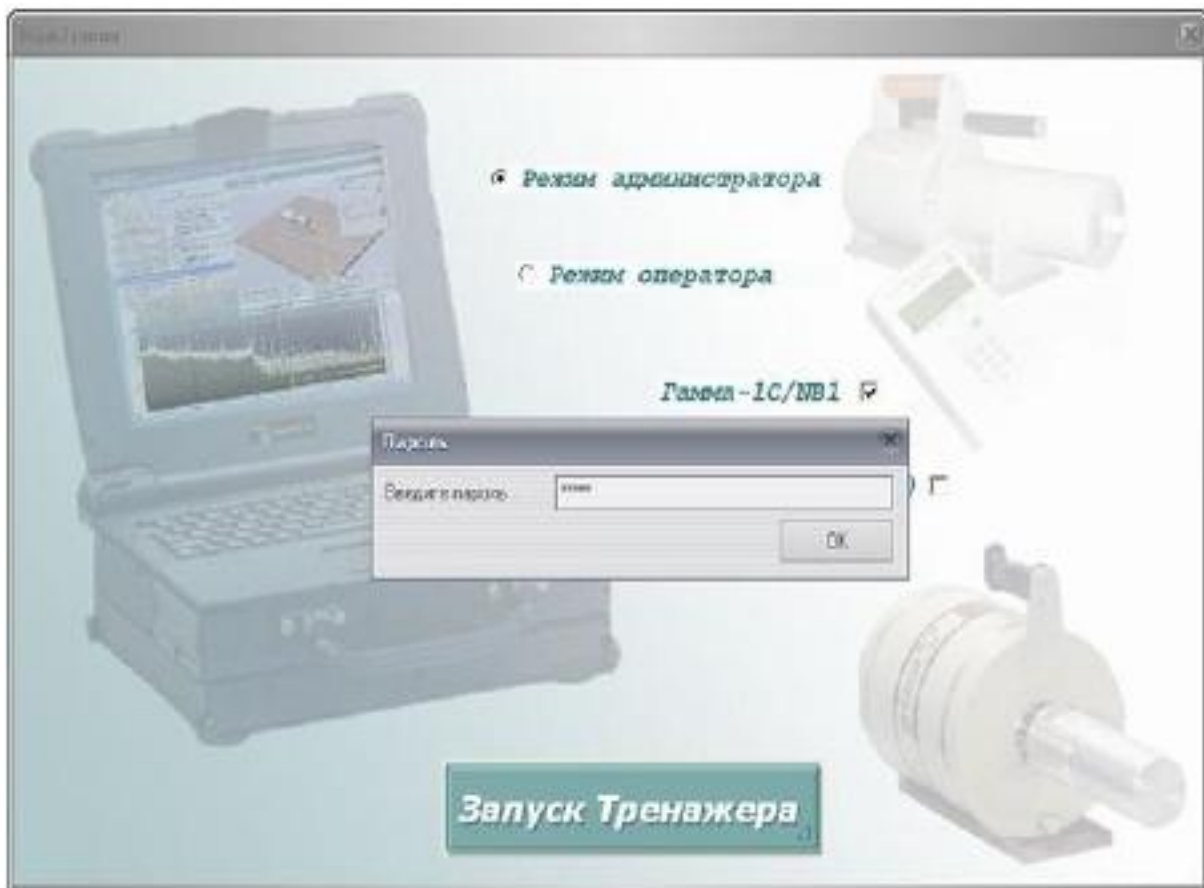 Режим администратора
Режим оператора
Гамма-1С/NB1
Пароль
Введите пароль
*****
OK
Запуск Тренажера